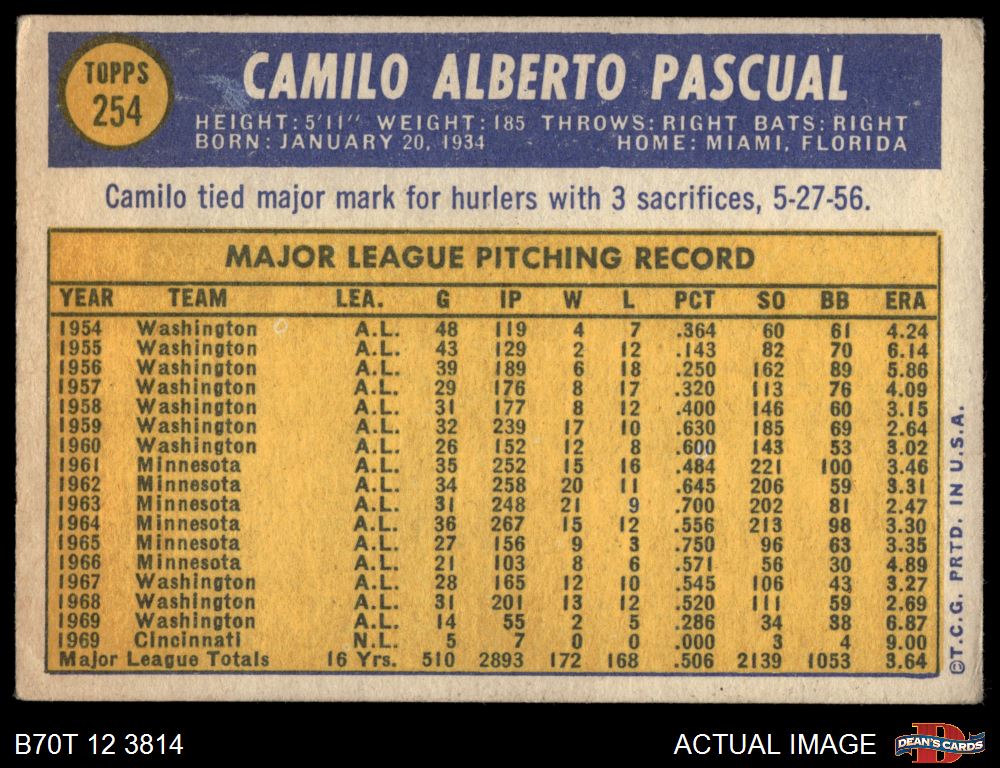 TOPPS
254
CAMILO ALBERTO PASCUAL
HEIGHT: 5'11" WEIGHT: 185 THROWS: RIGHT BATS: RIGHT
BORN: JANUARY 20, 1934 HOME: MIAMI, FLORIDA
Camilo tied major mark for hurlers with 3 sacrifices, 5-27-56.
MAJOR LEAGUE PITCHING RECORD
YEAR TEAM LEA. G IP W L PCT SO BB ERA
1954 Washington A.L. 48 119 4 7 .364 60 61 4.24
1955 Washington A.L. 43 129 2 12 .143 82 70 6.14
1956 Washington A.L. 39 189 6 18 .250 162 89 5.86
1957 Washington A.L. 29 176 8 17 .320 113 76 4.09
1958 Washington A.L. 31 177 8 12 .400 146 60 3.15
1959 Washington A.L. 32 239 17 10 .630 185 69 2.64
1960 Washington A.L. 26 152 12 8 .600 143 53 3.02
1961 Minnesota A.L. 35 252 15 16 .484 221 100 3.46
1962 Minnesota A.L. 34 258 20 11 .645 206 59 3.31
1963 Minnesota A.L. 31 248 21 9 .700 202 81 2.47
1964 Minnesota A.L. 36 267 15 12 .556 213 98 3.30
1965 Minnesota A.L. 27 156 9 3 .750 96 63 3.35
1966 Minnesota A.L. 21 103 8 6 .571 56 30 4.89
1967 Washington A.L. 28 165 12 10 .545 106 43 3.27
1968 Washington A.L. 31 201 13 12 .520 111 59 2.69
1969 Washington A.L. 14 55 2 5 .286 34 38 6.87
1969 Cincinnati N.L. 5 7 0 0 .000 3 4 9.00
Major League Totals 16 Yrs. 510 2893 172 168 .506 2139 1053 3.64
©T.C.G. PRTD. IN U.S.A.
B70T 12 3814
ACTUAL IMAGE
D
DEAN'S CARDS